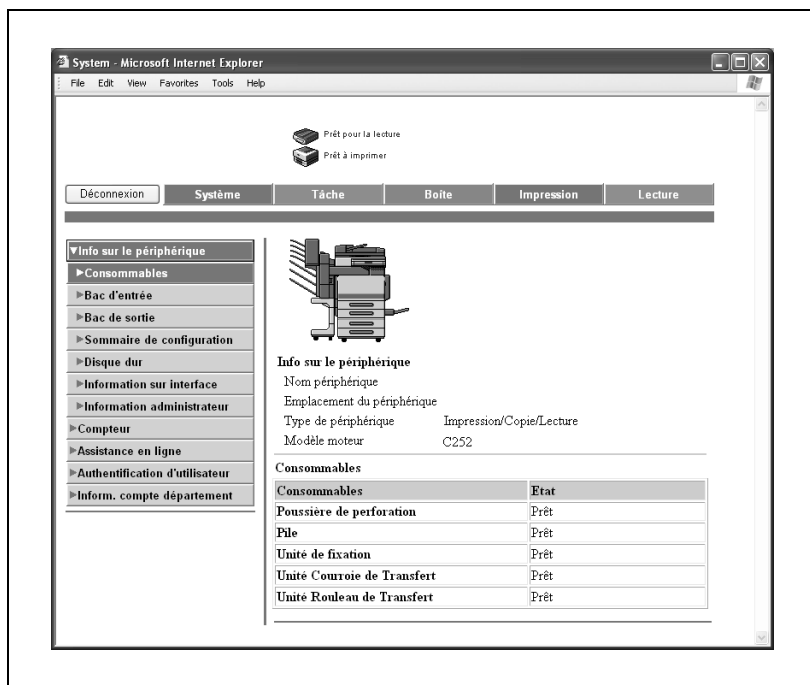 System - Microsoft Internet Explorer
File Edit View Favorites Tools Help
Prêt pour la lecture
Prêt à imprimer
Déconnexion Système Tâche Boîte Impression Lecture
▼Info sur le périphérique
►Consommables
►Bac d'entrée
►Bac de sortie
►Sommaire de configuration
►Disque dur
►Information sur interface
►Information administrateur
►Compteur
►Assistance en ligne
►Authentification d'utilisateur
►Inform. compte département
Info sur le périphérique
Nom périphérique
Emplacement du périphérique
Type de périphérique Impression/Copie/Lecture
Modèle moteur C252
Consommables
Consommables Etat
Poussière de perforation Prêt
Pile Prêt
Unité de fixation Prêt
Unité Courroie de Transfert Prêt
Unité Rouleau de Transfert Prêt